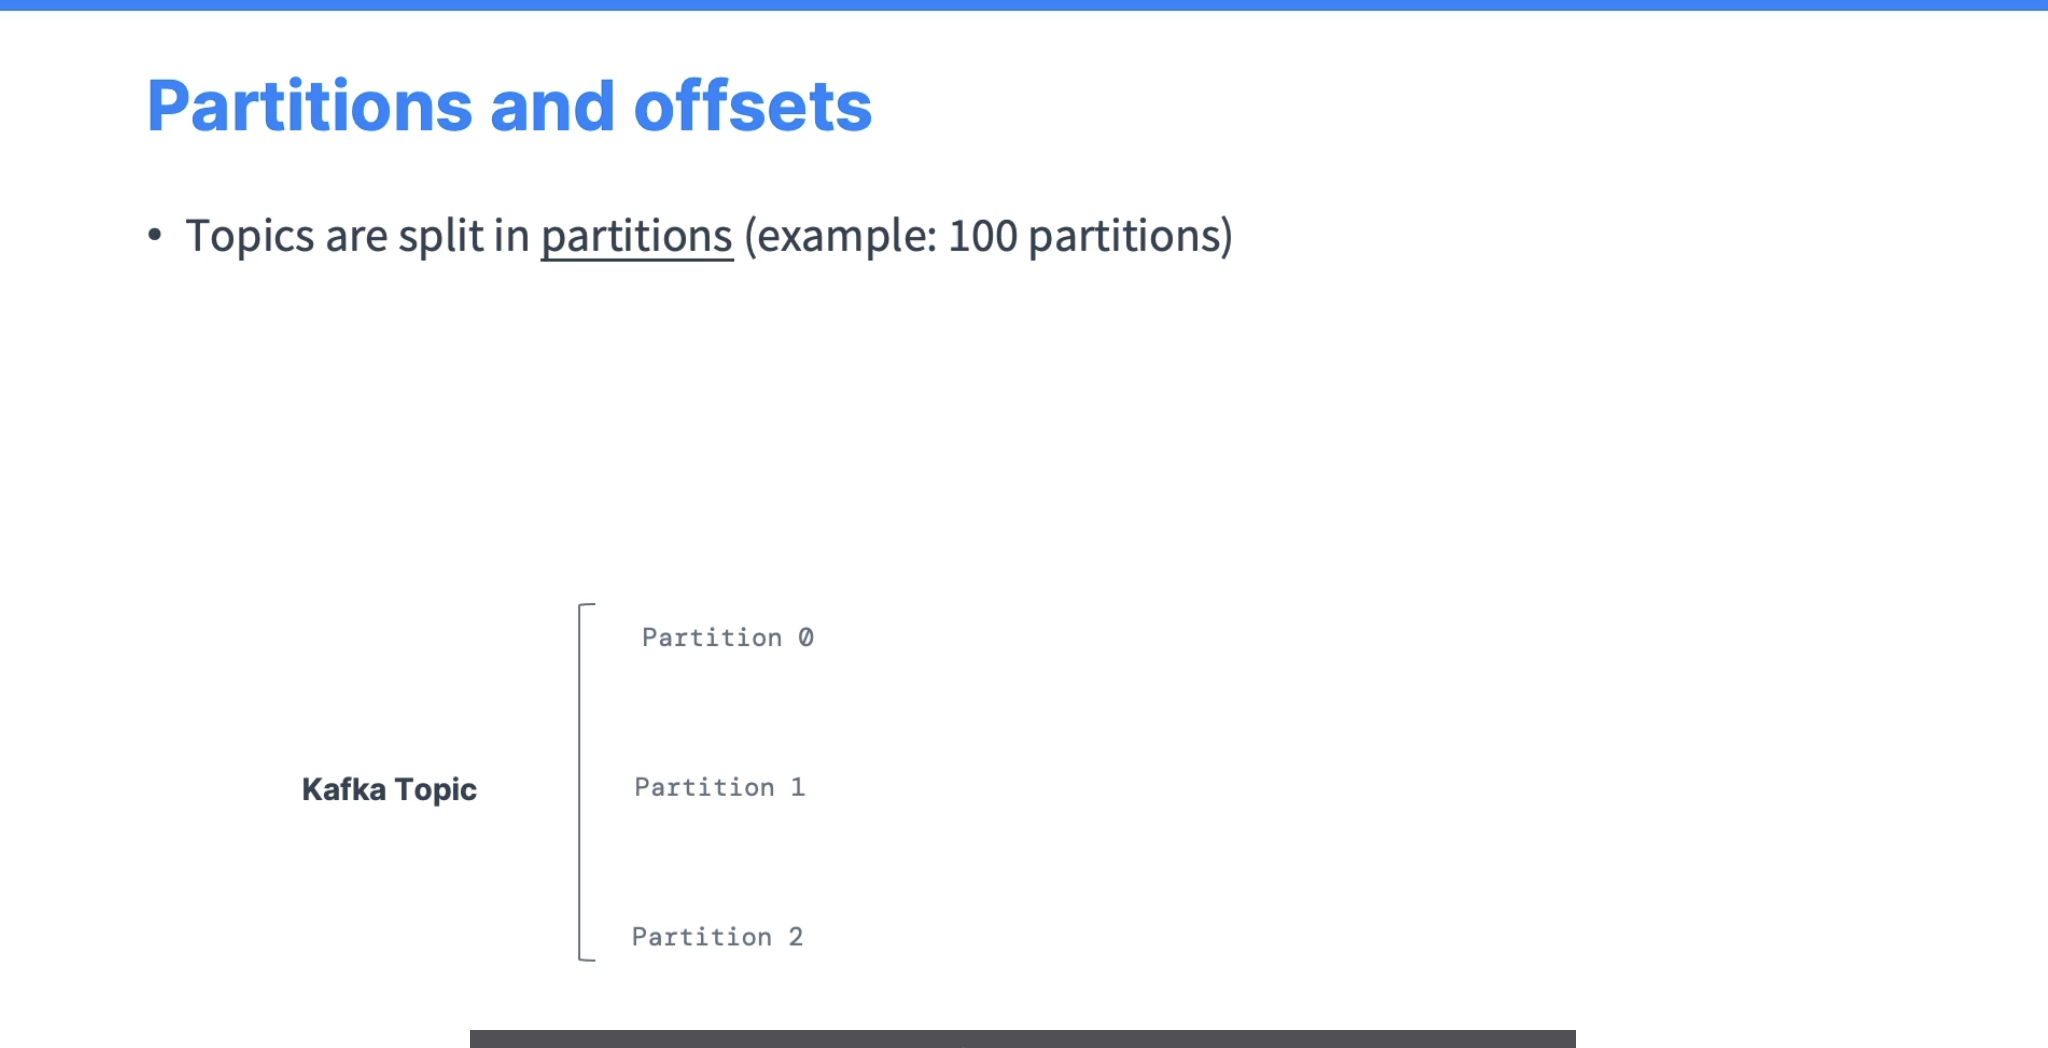 Partitions and offsets
• Topics are split in partitions (example: 100 partitions)
Partition 0
Kafka Topic
Partition 1
Partition 2